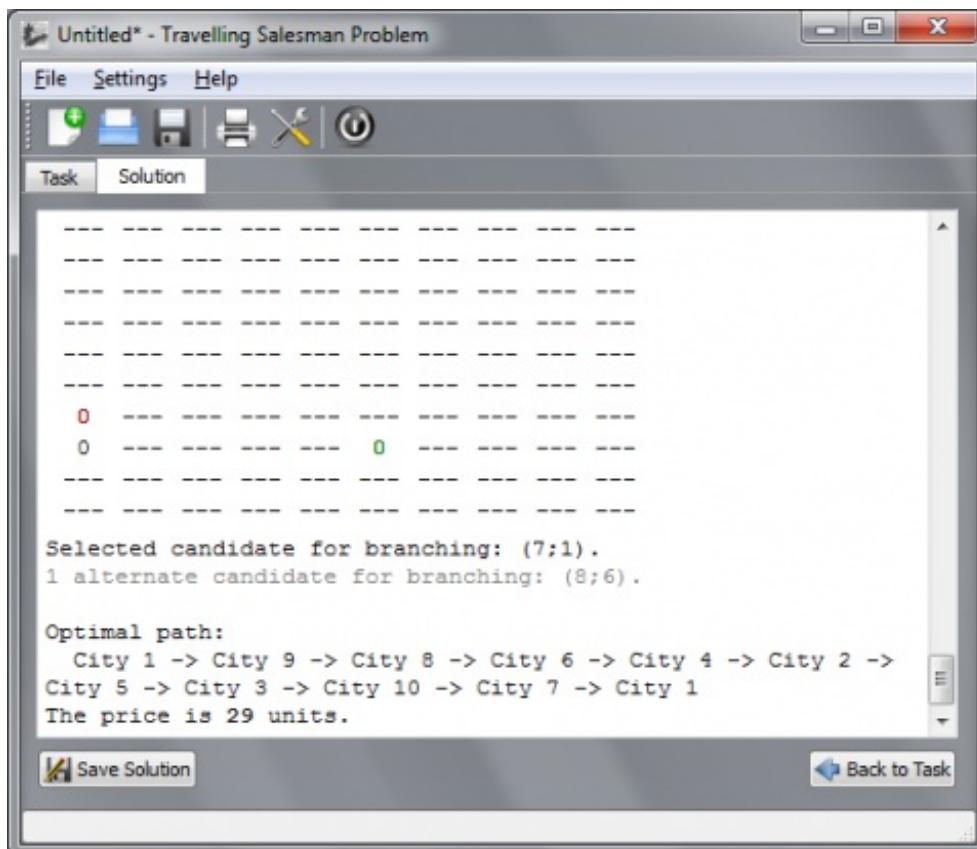 Untitled* - Travelling Salesman Problem
File Settings Help
Task Solution
--- --- --- --- --- --- --- --- --- ---
--- --- --- --- --- --- --- --- --- ---
--- --- --- --- --- --- --- --- --- ---
--- --- --- --- --- --- --- --- --- ---
--- --- --- --- --- --- --- --- --- ---
--- --- --- --- --- --- --- --- --- ---
0 --- --- --- --- --- --- --- --- ---
0 --- --- --- --- 0 --- --- --- ---
--- --- --- --- --- --- --- --- --- ---
--- --- --- --- --- --- --- --- --- ---
Selected candidate for branching: (7;1).
1 alternate candidate for branching: (8;6).
Optimal path:
City 1 -> City 9 -> City 8 -> City 6 -> City 4 -> City 2 ->
City 5 -> City 3 -> City 10 -> City 7 -> City 1
The price is 29 units.
Save Solution Back to Task